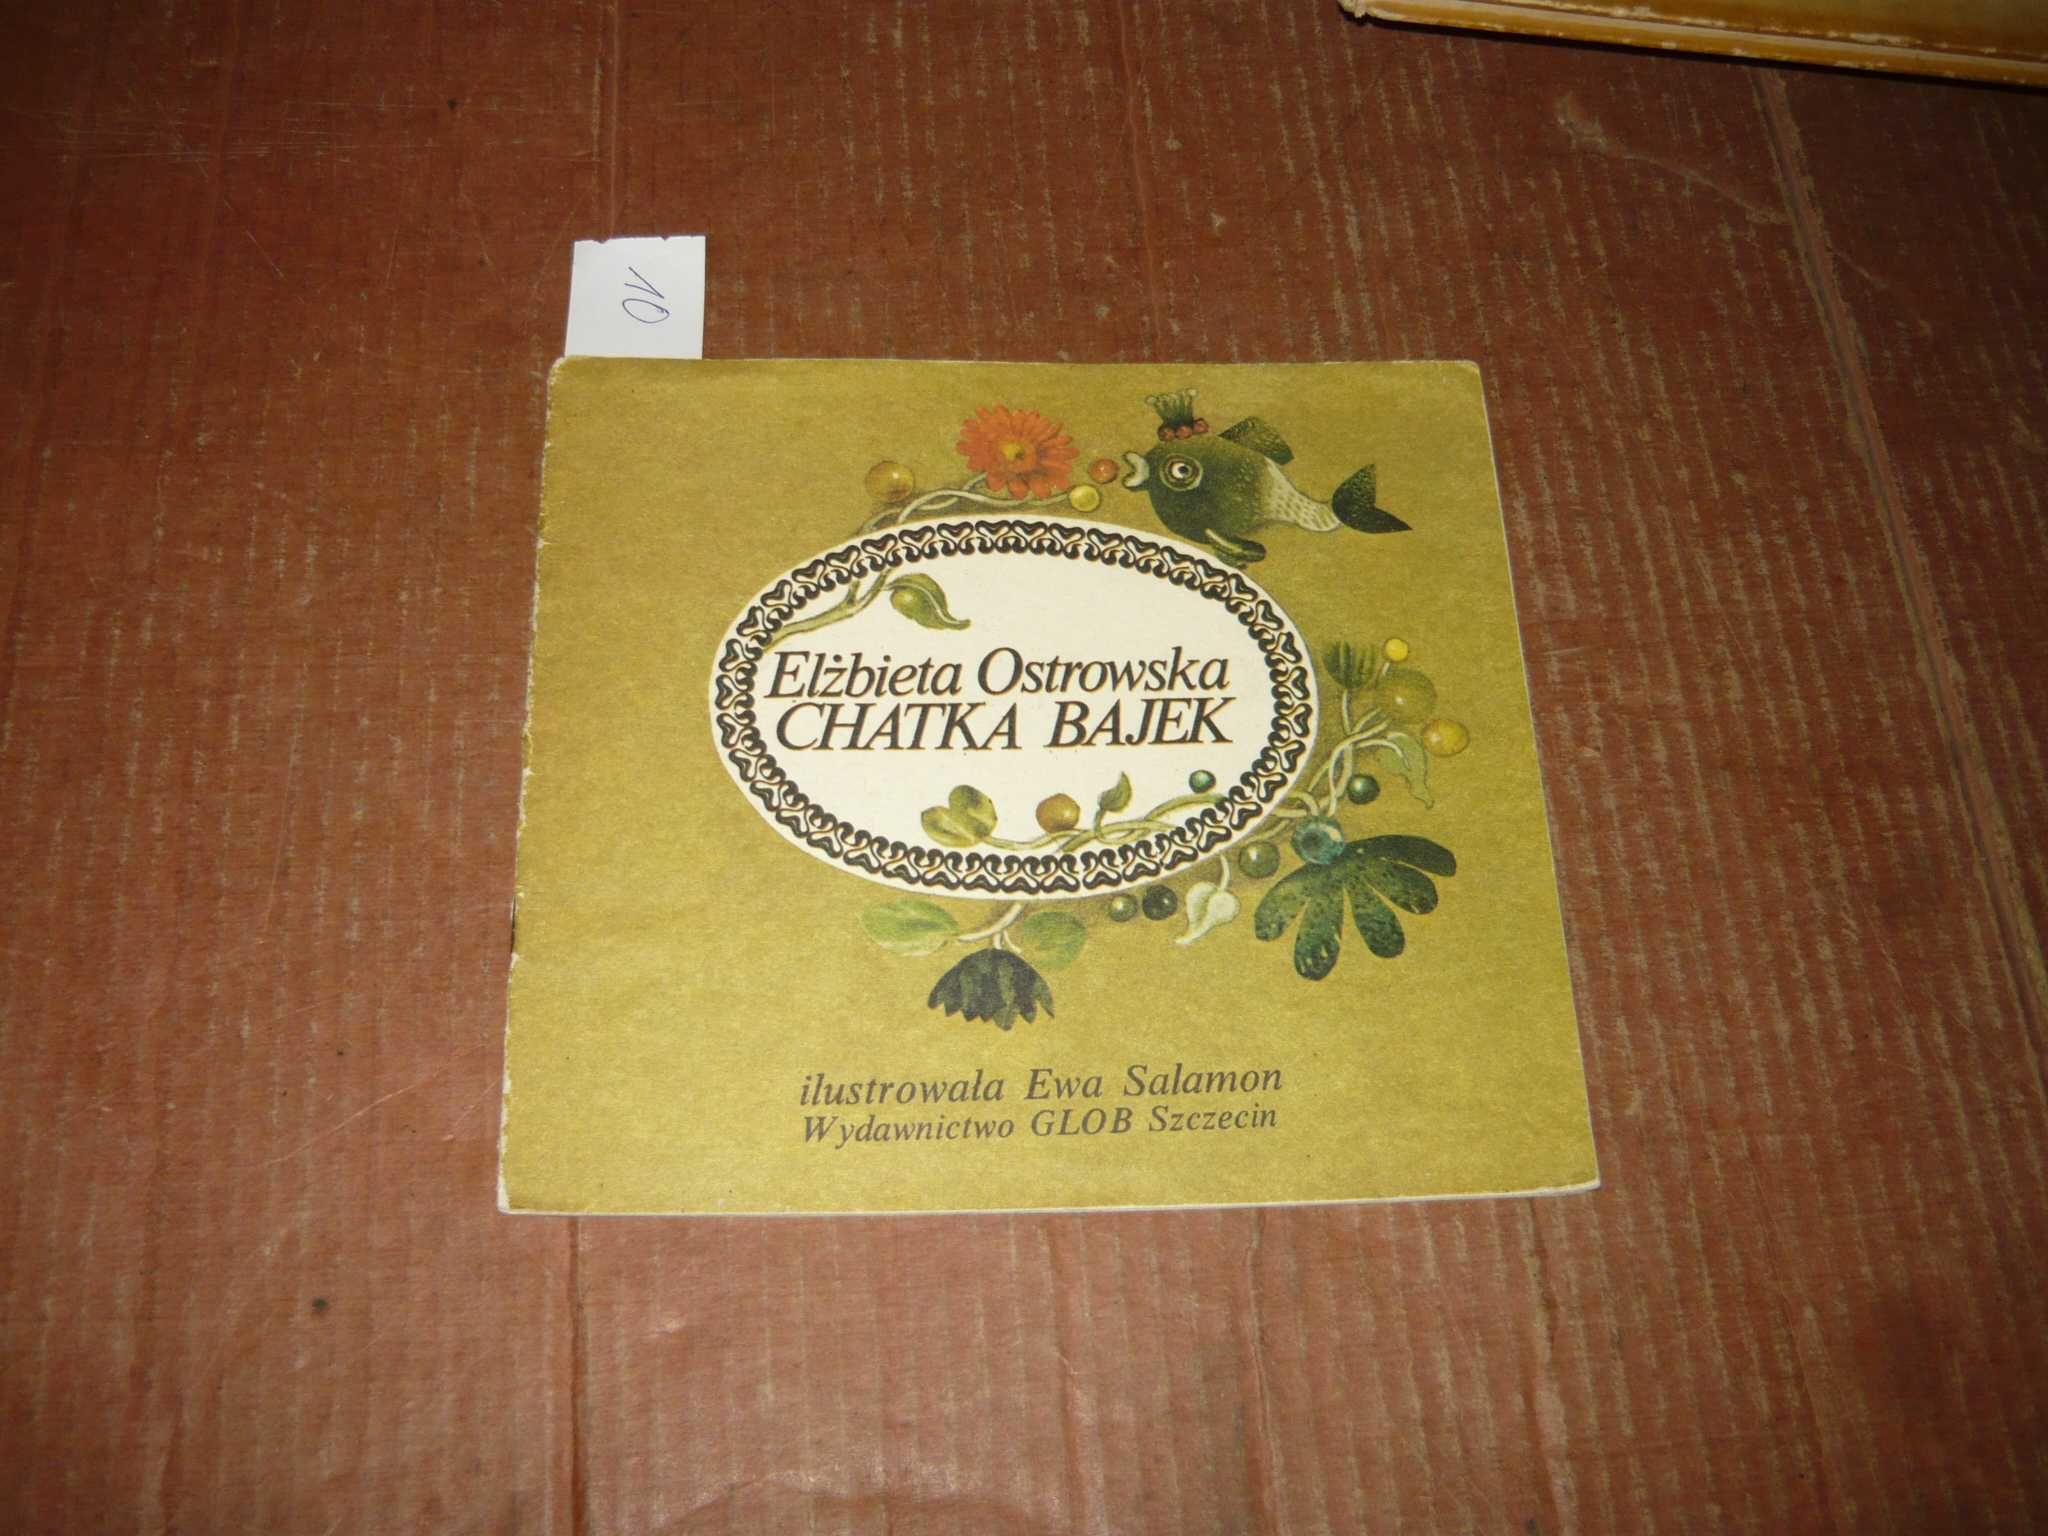 10
Elżbieta Ostrowska
CHATKA BAJEK
ilustrowała Ewa Salamon
Wydawnictwo GLOB Szczecin